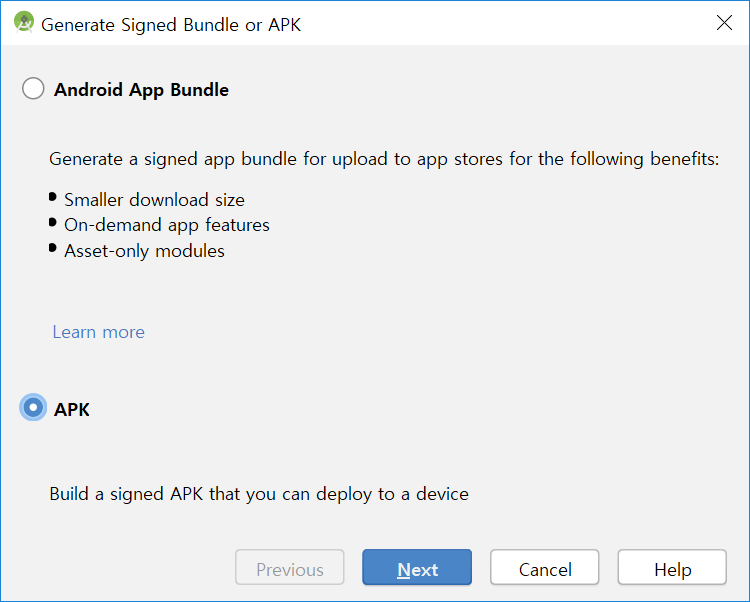 Generate Signed Bundle or APK
Android App Bundle
Generate a signed app bundle for upload to app stores for the following benefits:
Smaller download size
On-demand app features
Asset-only modules
Learn more
APK
Build a signed APK that you can deploy to a device
Previous Next Cancel Help